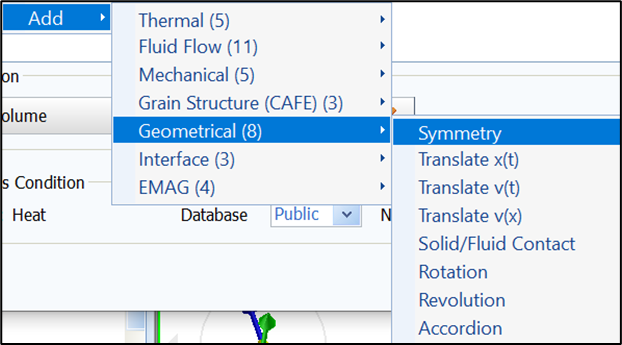 Add
Thermal (5)
Fluid Flow (11)
Mechanical (5)
Grain Structure (CAFE) (3)
Geometrical (8)
Interface (3)
EMAG (4)
Symmetry
Translate x(t)
Translate v(t)
Translate v(x)
Solid/Fluid Contact
Rotation
Revolution
Accordion
on
olume
s Condition
Heat Database Public N